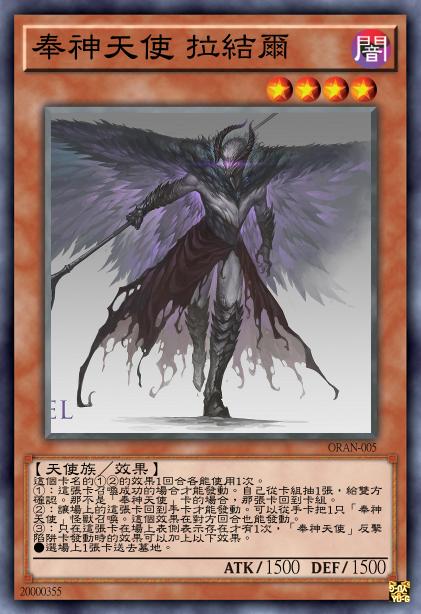 奉神天使 拉結爾
闇
EL
ORAN-005
【天使族／效果】
這個卡名的①②的效果1回合各能使用1次。
①：這張卡召喚成功的場合才能發動。自己從卡組抽1張，給雙方
確認。那不是「奉神天使」卡的場合，那張卡回到卡組。
②：讓場上的這張卡回到手卡才能發動。可以從手卡把1只「奉神
天使」怪獸召喚。這個效果在對方回合也能發動。
③：只在這張卡在場上表側表示存在才有1次，「奉神天使」反擊
陷阱卡發動時的效果可以加上以下效果。
●選場上1張卡送去墓地。
ATK/1500 DEF/1500
20000355